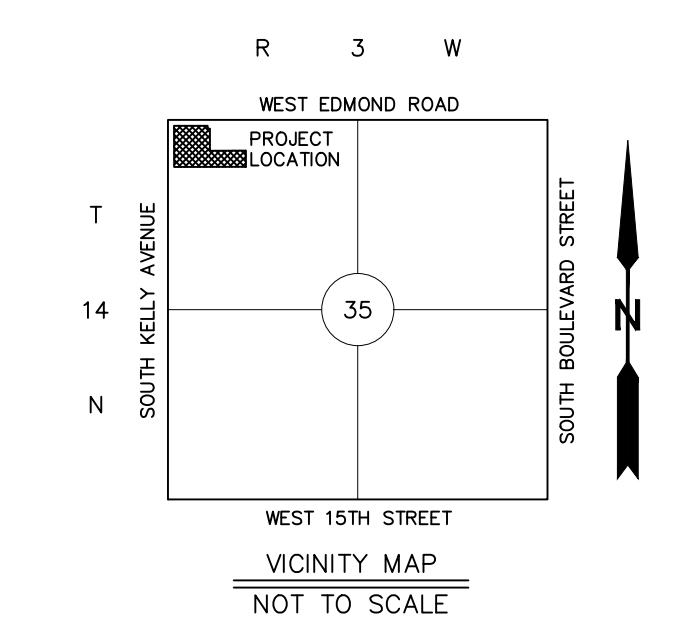 R 3 W
WEST EDMOND ROAD
PROJECT
LOCATION
T
14
N
SOUTH KELLY AVENUE
35
SOUTH BOULEVARD STREET
N
WEST 15TH STREET
VICINITY MAP
NOT TO SCALE